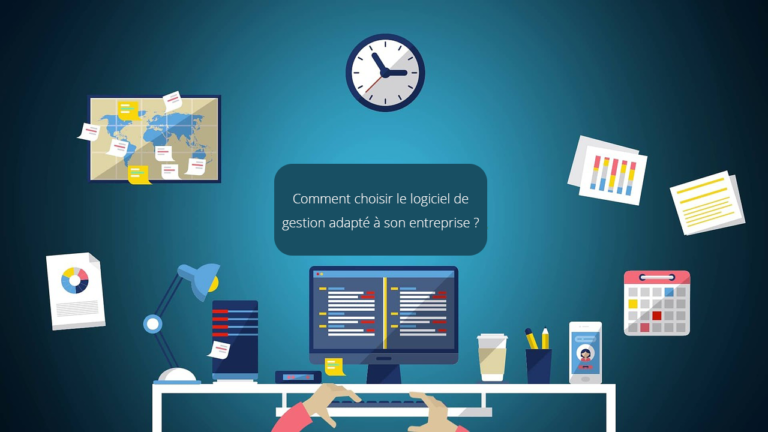 Comment choisir le logiciel de
gestion adapté à son entreprise ?